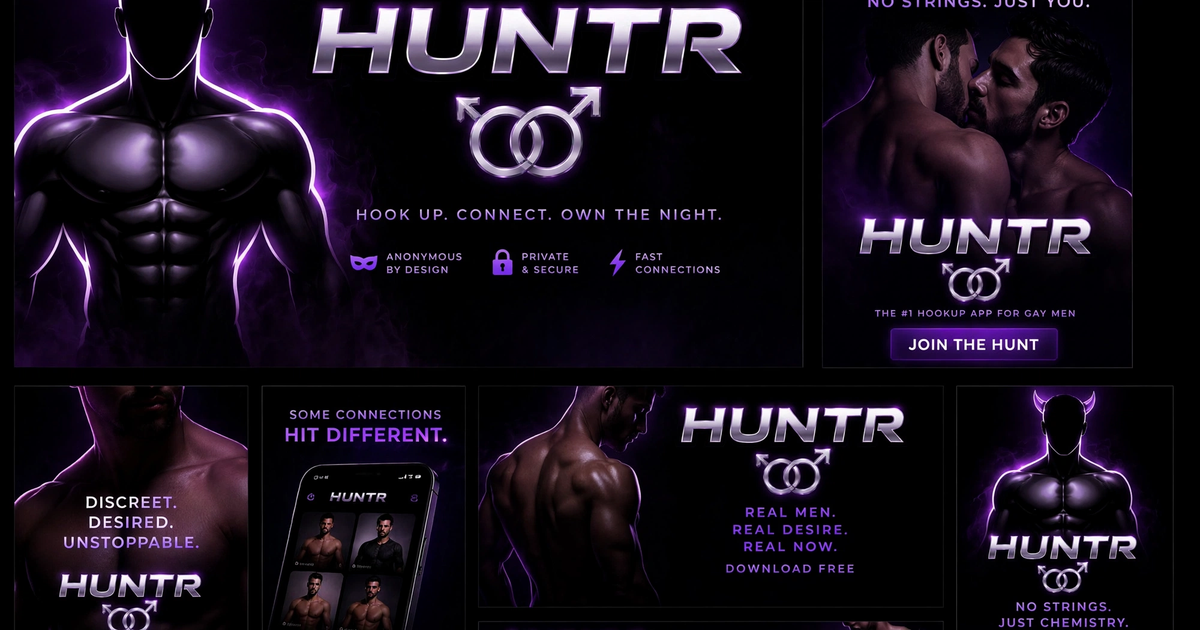 HUNTR
HOOK UP. CONNECT. OWN THE NIGHT.
ANONYMOUS
BY DESIGN
PRIVATE
& SECURE
FAST
CONNECTIONS
NO STRINGS. JUST YOU.
HUNTR
THE #1 HOOKUP APP FOR GAY MEN
JOIN THE HUNT
DISCREET.
DESIRED.
UNSTOPPABLE.
HUNTR
SOME CONNECTIONS
HIT DIFFERENT.
HUNTR
HUNTR
REAL MEN.
REAL DESIRE.
REAL NOW.
DOWNLOAD FREE
HUNTR
NO STRINGS.
JUST CHEMISTRY.